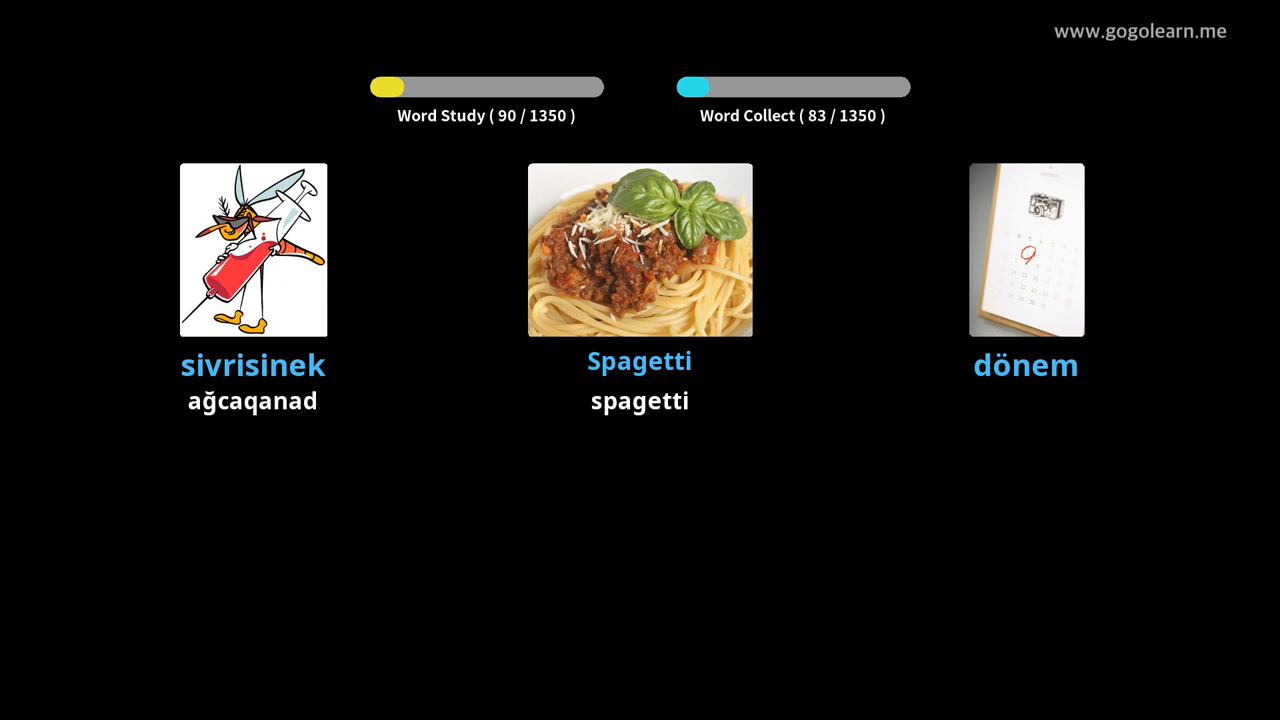 www.gogolearn.me
Word Study ( 90 / 1350 )
Word Collect ( 83 / 1350 )
sivrisinek
Spagetti
dönem
ağcaqanad
spagetti